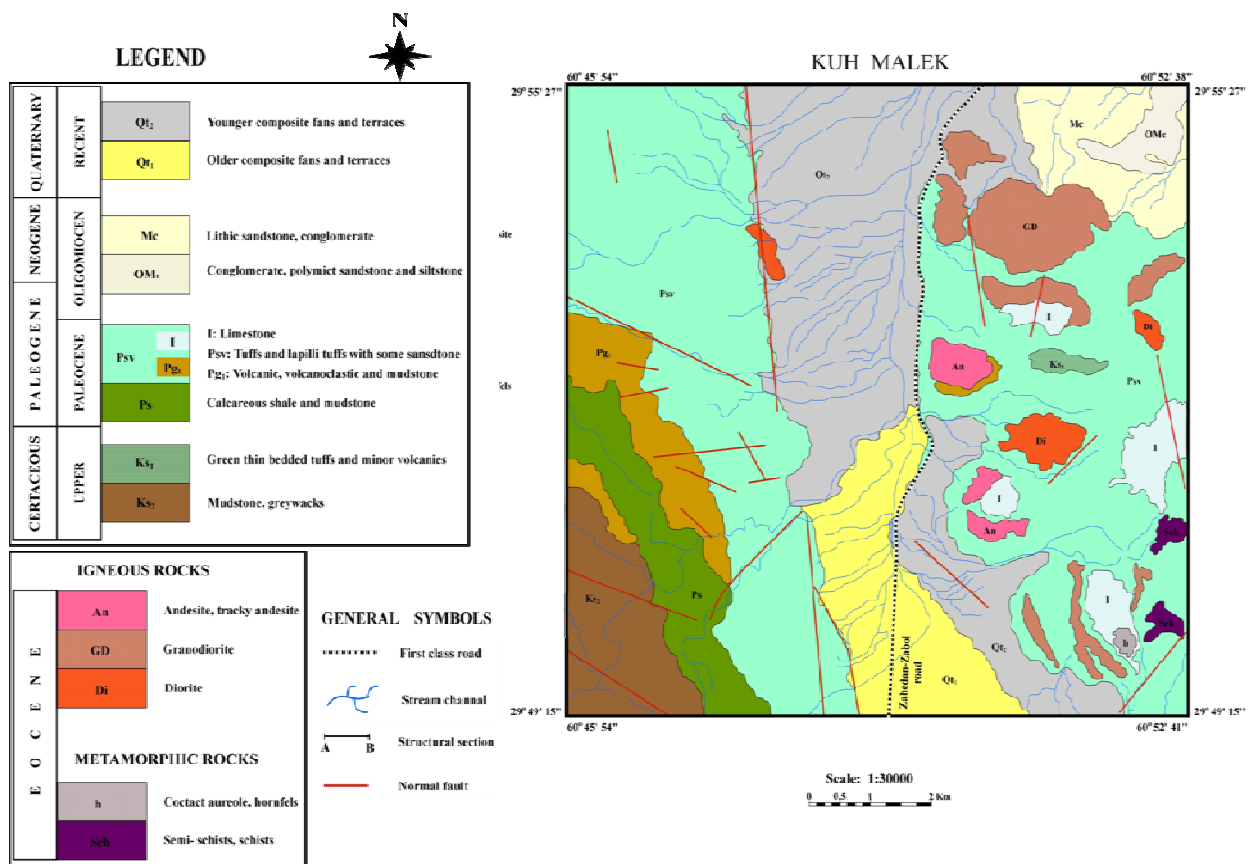 N
LEGEND
QUATERNARY
RECENT
Qt₂ Younger composite fans and terraces
Qt₁ Older composite fans and terraces
NEOGENE
OLIGOMIOCEN
Mc Lithic sandstone, conglomerate
OMc Conglomerate, polymict sandstone and siltstone
PALEOGENE
PALEOCENE
I I: Limestone
Psv Psv: Tuffs and lapilli tuffs with some sansdtone
Pg₃ Pg₃: Volcanic, volcanoclastic and mudstone
Ps Calcareous shale and mudstone
CERTACEOUS
UPPER
Ks₁ Green thin bedded tuffs and minor volcanies
Ks₂ Mudstone, greywacks
EOCENE
IGNEOUS ROCKS
An Andesite, tracky andesite
GD Granodiorite
Di Diorite
METAMORPHIC ROCKS
h Coctact aureole, hornfels
Sch Semi- schists, schists
GENERAL SYMBOLS
First class road
Stream channal
A B Structural section
Normal fault
KUH MALEK
60° 45' 54"
60° 52' 38"
29° 55' 27"
29° 55' 27"
Mc
OMc
Qt₂
GD
site
Psv
I
Di
Pg₃
An
Ks₁
Psv
Di
I
I
An
Sch
Ks₂
Ps
I
Sch
h
Qt₂
Qt₁
Zahedan-Zabol
road
29° 49' 15"
29° 49' 15"
60° 45' 54"
60° 52' 41"
Scale: 1:30000
0 0.5 1 2 Km